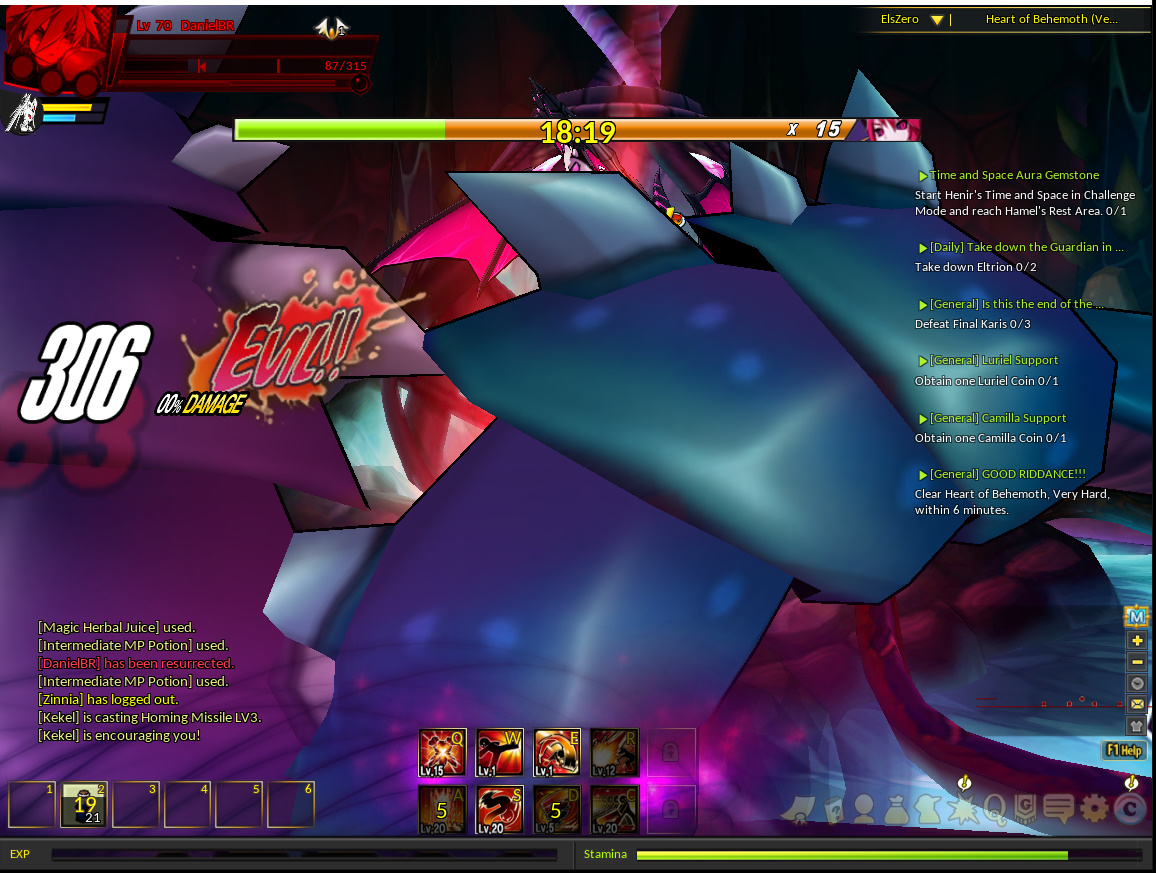 Lv 70 DanielBR
1
87/315
ElsZero
Heart of Behemoth (Ve...
18:19
x 15
Time and Space Aura Gemstone
Start Henir's Time and Space in Challenge
Mode and reach Hamel's Rest Area. 0/1
[Daily] Take down the Guardian in ...
Take down Eltrion 0/2
[General] Is this the end of the ...
Defeat Final Karis 0/3
[General] Luriel Support
Obtain one Luriel Coin 0/1
[General] Camilla Support
Obtain one Camilla Coin 0/1
[General] GOOD RIDDANCE!!!
Clear Heart of Behemoth, Very Hard,
within 6 minutes.
306
Evil!!
00% DAMAGE
63
[Magic Herbal Juice] used.
[Intermediate MP Potion] used.
[DanielBR] has been resurrected.
[Intermediate MP Potion] used.
[Zinnia] has logged out.
[Kekel] is casting Homing Missile LV3.
[Kekel] is encouraging you!
M
F1 Help
Q W E R
Lv.15 Lv.1 Lv.1 Lv.12
A S D C
5 5
Lv.20 Lv.20 Lv.5 Lv.20
1 2 3 4 5 6
19
21
EXP
Stamina